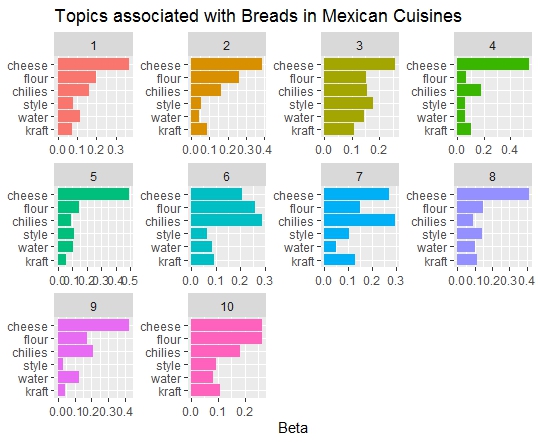 Topics associated with Breads in Mexican Cuisines
1 2 3 4
cheese cheese cheese cheese
flour flour flour flour
chilies chilies chilies chilies
style style style style
water water water water
kraft kraft kraft kraft
0.0 0.1 0.2 0.3 0.0 0.1 0.2 0.3 0.4 0.0 0.1 0.2 0.0 0.2 0.4
5 6 7 8
cheese cheese cheese cheese
flour flour flour flour
chilies chilies chilies chilies
style style style style
water water water water
kraft kraft kraft kraft
0.0 0.1 0.2 0.3 0.4 0.5 0.0 0.1 0.2 0.3 0.0 0.1 0.2 0.3 0.0 0.1 0.2 0.3 0.4
9 10
cheese cheese
flour flour
chilies chilies
style style
water water
kraft kraft
0.0 0.1 0.2 0.3 0.4 0.0 0.1 0.2
Beta